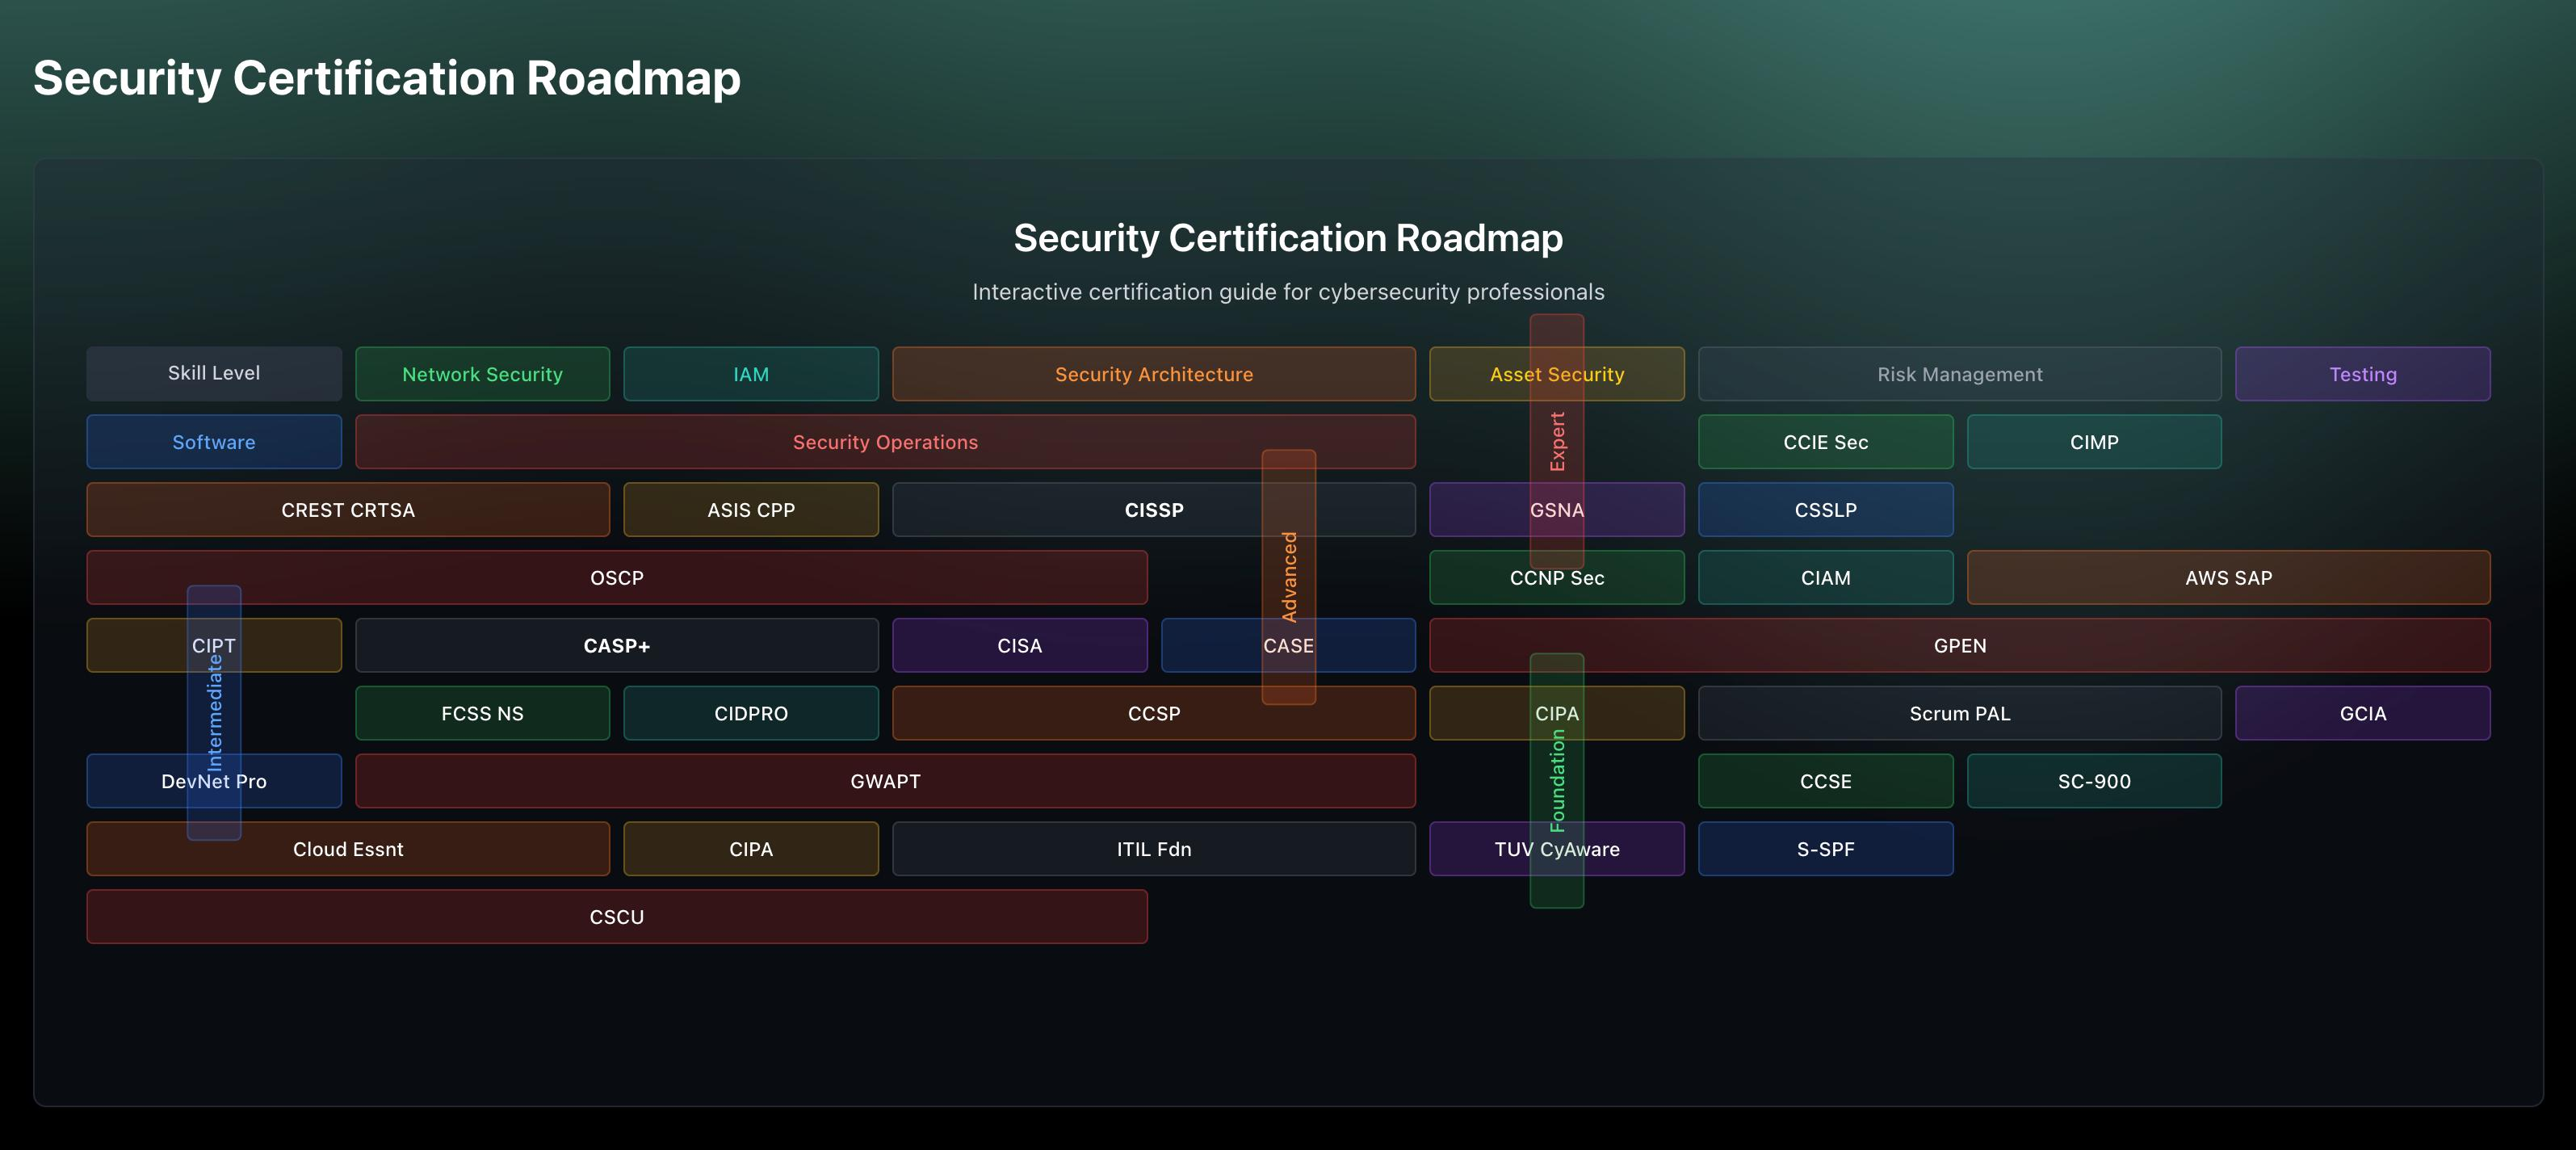 Security Certification Roadmap
Security Certification Roadmap
Interactive certification guide for cybersecurity professionals
Skill Level
Network Security
IAM
Security Architecture
Asset Security
Risk Management
Testing
Software
Security Operations
Expert
CCIE Sec
CIMP
CREST CRTSA
ASIS CPP
CISSP
GSNA
CSSLP
OSCP
Advanced
CCNP Sec
CIAM
AWS SAP
CIPT
CASP+
CISA
CASE
GPEN
Intermediate
FCSS NS
CIDPRO
CCSP
CIPA
Scrum PAL
GCIA
DevNet Pro
GWAPT
Foundation
CCSE
SC-900
Cloud Essnt
CIPA
ITIL Fdn
TUV CyAware
S-SPF
CSCU